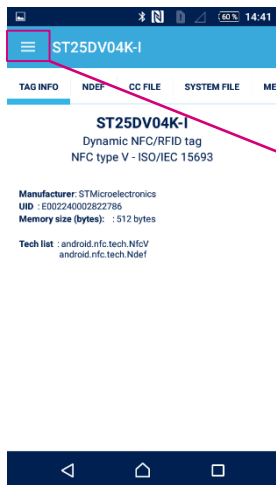 60% 14:41
ST25DV04K-I
TAG INFO NDEF CC FILE SYSTEM FILE ME
ST25DV04K-I
Dynamic NFC/RFID tag
NFC type V - ISO/IEC 15693
Manufacturer: STMicroelectronics
UID : E002240002822786
Memory size (bytes): : 512 bytes
Tech list : android.nfc.tech.NfcV
android.nfc.tech.Ndef